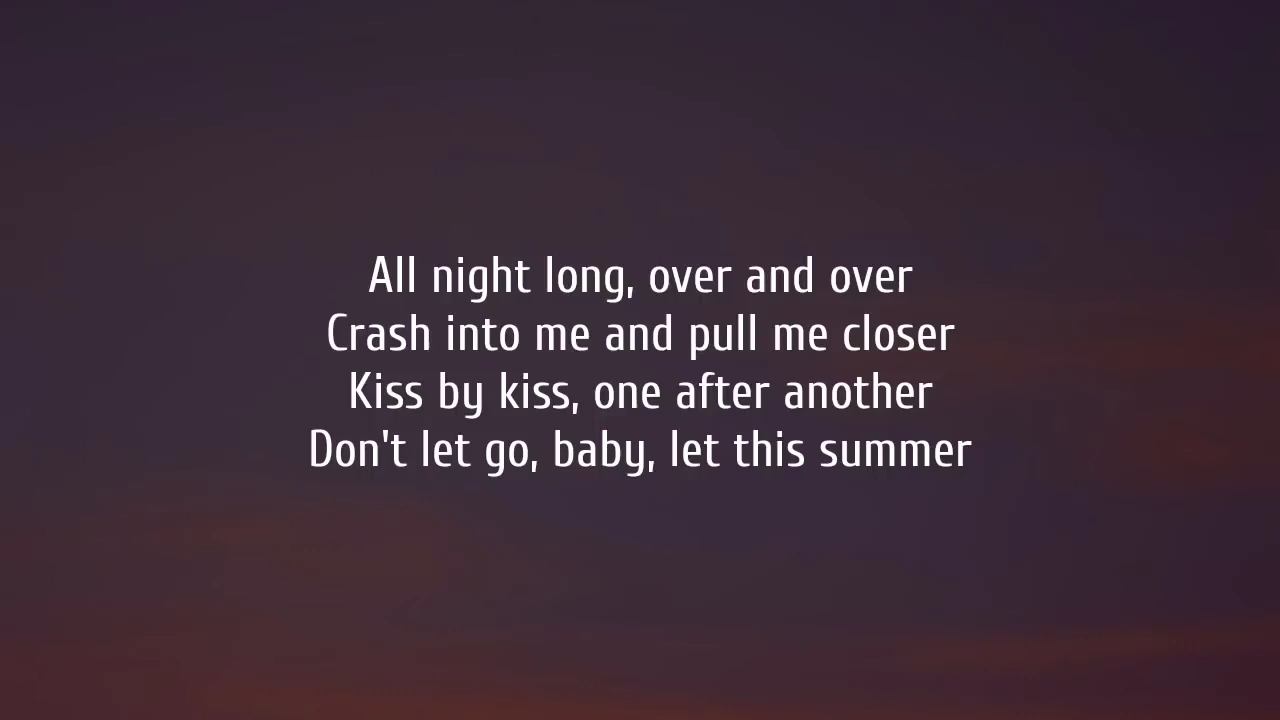 All night long, over and over
Crash into me and pull me closer
Kiss by kiss, one after another
Don't let go, baby, let this summer